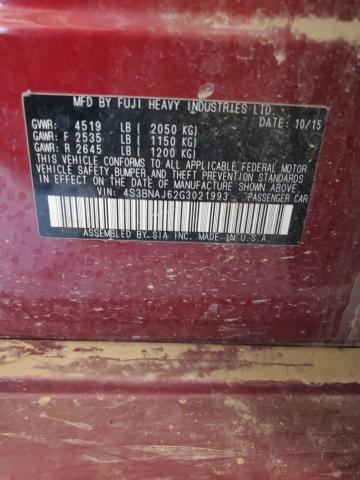 MFD BY FUJI HEAVY INDUSTRIES LTD.
GVWR: 4519 LB ( 2050 KG) DATE: 10/15
GAWR: F 2535 LB ( 1150 KG)
GAWR: R 2645 LB ( 1200 KG)
THIS VEHICLE CONFORMS TO ALL APPLICABLE FEDERAL MOTOR
VEHICLE SAFETY,BUMPER,AND THEFT PREVENTION STANDARDS
IN EFFECT ON THE DATE OF MANUFACTURE SHOWN ABOVE.
VIN: 4S3BNAJ62G3021993 PASSENGER CAR
ASSEMBLED BY SIA INC. MADE IN U.S.A.